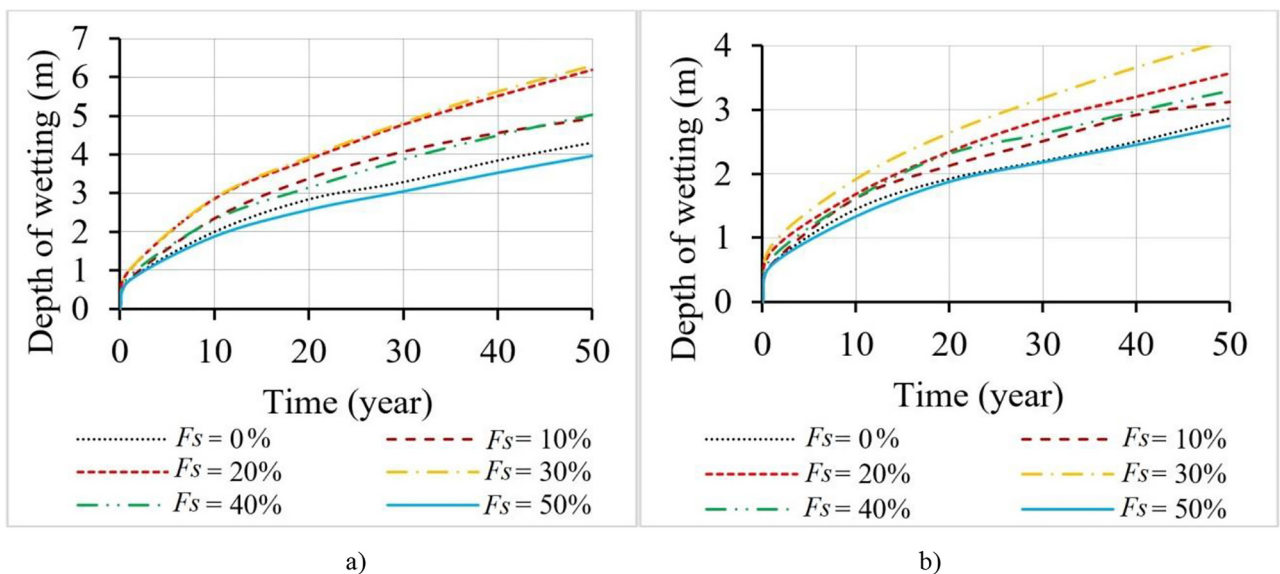 Depth of wetting (m)
7
6
5
4
3
2
1
0
0 10 20 30 40 50
Time (year)
Fs = 0% Fs = 10%
Fs = 20% Fs = 30%
Fs = 40% Fs = 50%
a)
Depth of wetting (m)
4
3
2
1
0
0 10 20 30 40 50
Time (year)
Fs = 0% Fs = 10%
Fs = 20% Fs = 30%
Fs = 40% Fs = 50%
b)